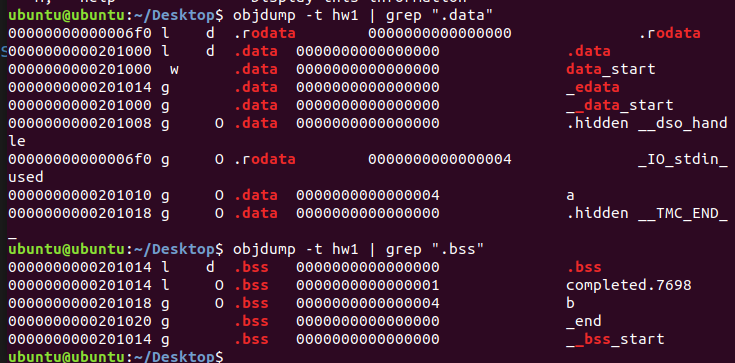 ubuntu@ubuntu:~/Desktop$ objdump -t hw1 | grep ".data"
00000000000006f0 l    d  .rodata	0000000000000000              .rodata
0000000000201000 l    d  .data	0000000000000000              .data
0000000000201000  w      .data	0000000000000000              data_start
0000000000201014 g       .data	0000000000000000              _edata
0000000000201000 g       .data	0000000000000000              __data_start
0000000000201008 g     O .data	0000000000000000              .hidden __dso_hand
le
00000000000006f0 g     O .rodata	0000000000000004              _IO_stdin_
used
0000000000201010 g     O .data	0000000000000004              a
0000000000201018 g     O .data	0000000000000000              .hidden __TMC_END_
_
ubuntu@ubuntu:~/Desktop$ objdump -t hw1 | grep ".bss"
0000000000201014 l    d  .bss	0000000000000000              .bss
0000000000201014 l     O .bss	0000000000000001              completed.7698
0000000000201018 g     O .bss	0000000000000004              b
0000000000201020 g       .bss	0000000000000000              _end
0000000000201014 g       .bss	0000000000000000              __bss_start
ubuntu@ubuntu:~/Desktop$